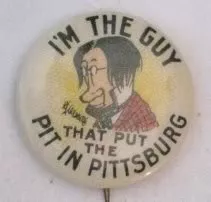 I'M THE GUY
THAT PUT
THE
PIT IN PITTSBURG